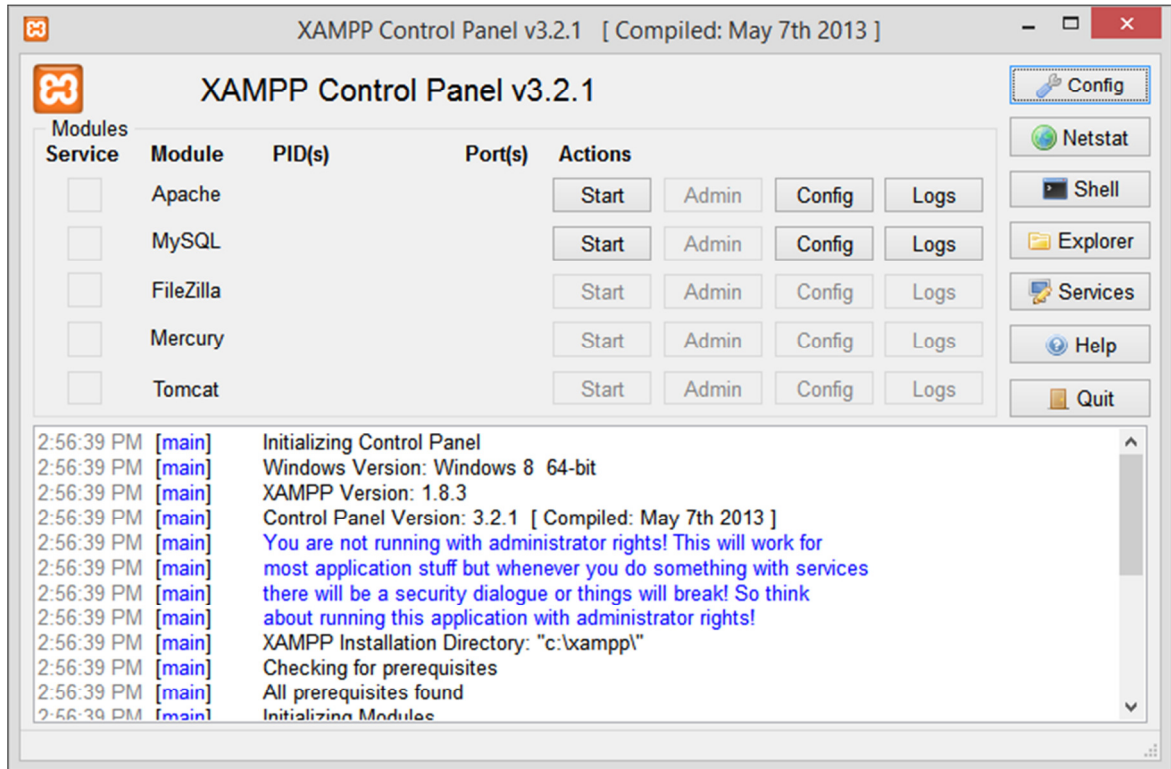 XAMPP Control Panel v3.2.1 [ Compiled: May 7th 2013 ]
XAMPP Control Panel v3.2.1
Config
Modules
Netstat
Service Module PID(s) Port(s) Actions
Apache Start Admin Config Logs
Shell
MySQL Start Admin Config Logs
Explorer
FileZilla Start Admin Config Logs
Services
Mercury Start Admin Config Logs
Help
Tomcat Start Admin Config Logs
Quit
2:56:39 PM [main] Initializing Control Panel
2:56:39 PM [main] Windows Version: Windows 8 64-bit
2:56:39 PM [main] XAMPP Version: 1.8.3
2:56:39 PM [main] Control Panel Version: 3.2.1 [ Compiled: May 7th 2013 ]
2:56:39 PM [main] You are not running with administrator rights! This will work for
2:56:39 PM [main] most application stuff but whenever you do something with services
2:56:39 PM [main] there will be a security dialogue or things will break! So think
2:56:39 PM [main] about running this application with administrator rights!
2:56:39 PM [main] XAMPP Installation Directory: "c:\xampp\"
2:56:39 PM [main] Checking for prerequisites
2:56:39 PM [main] All prerequisites found
2:56:39 PM [main] Initializing Modules